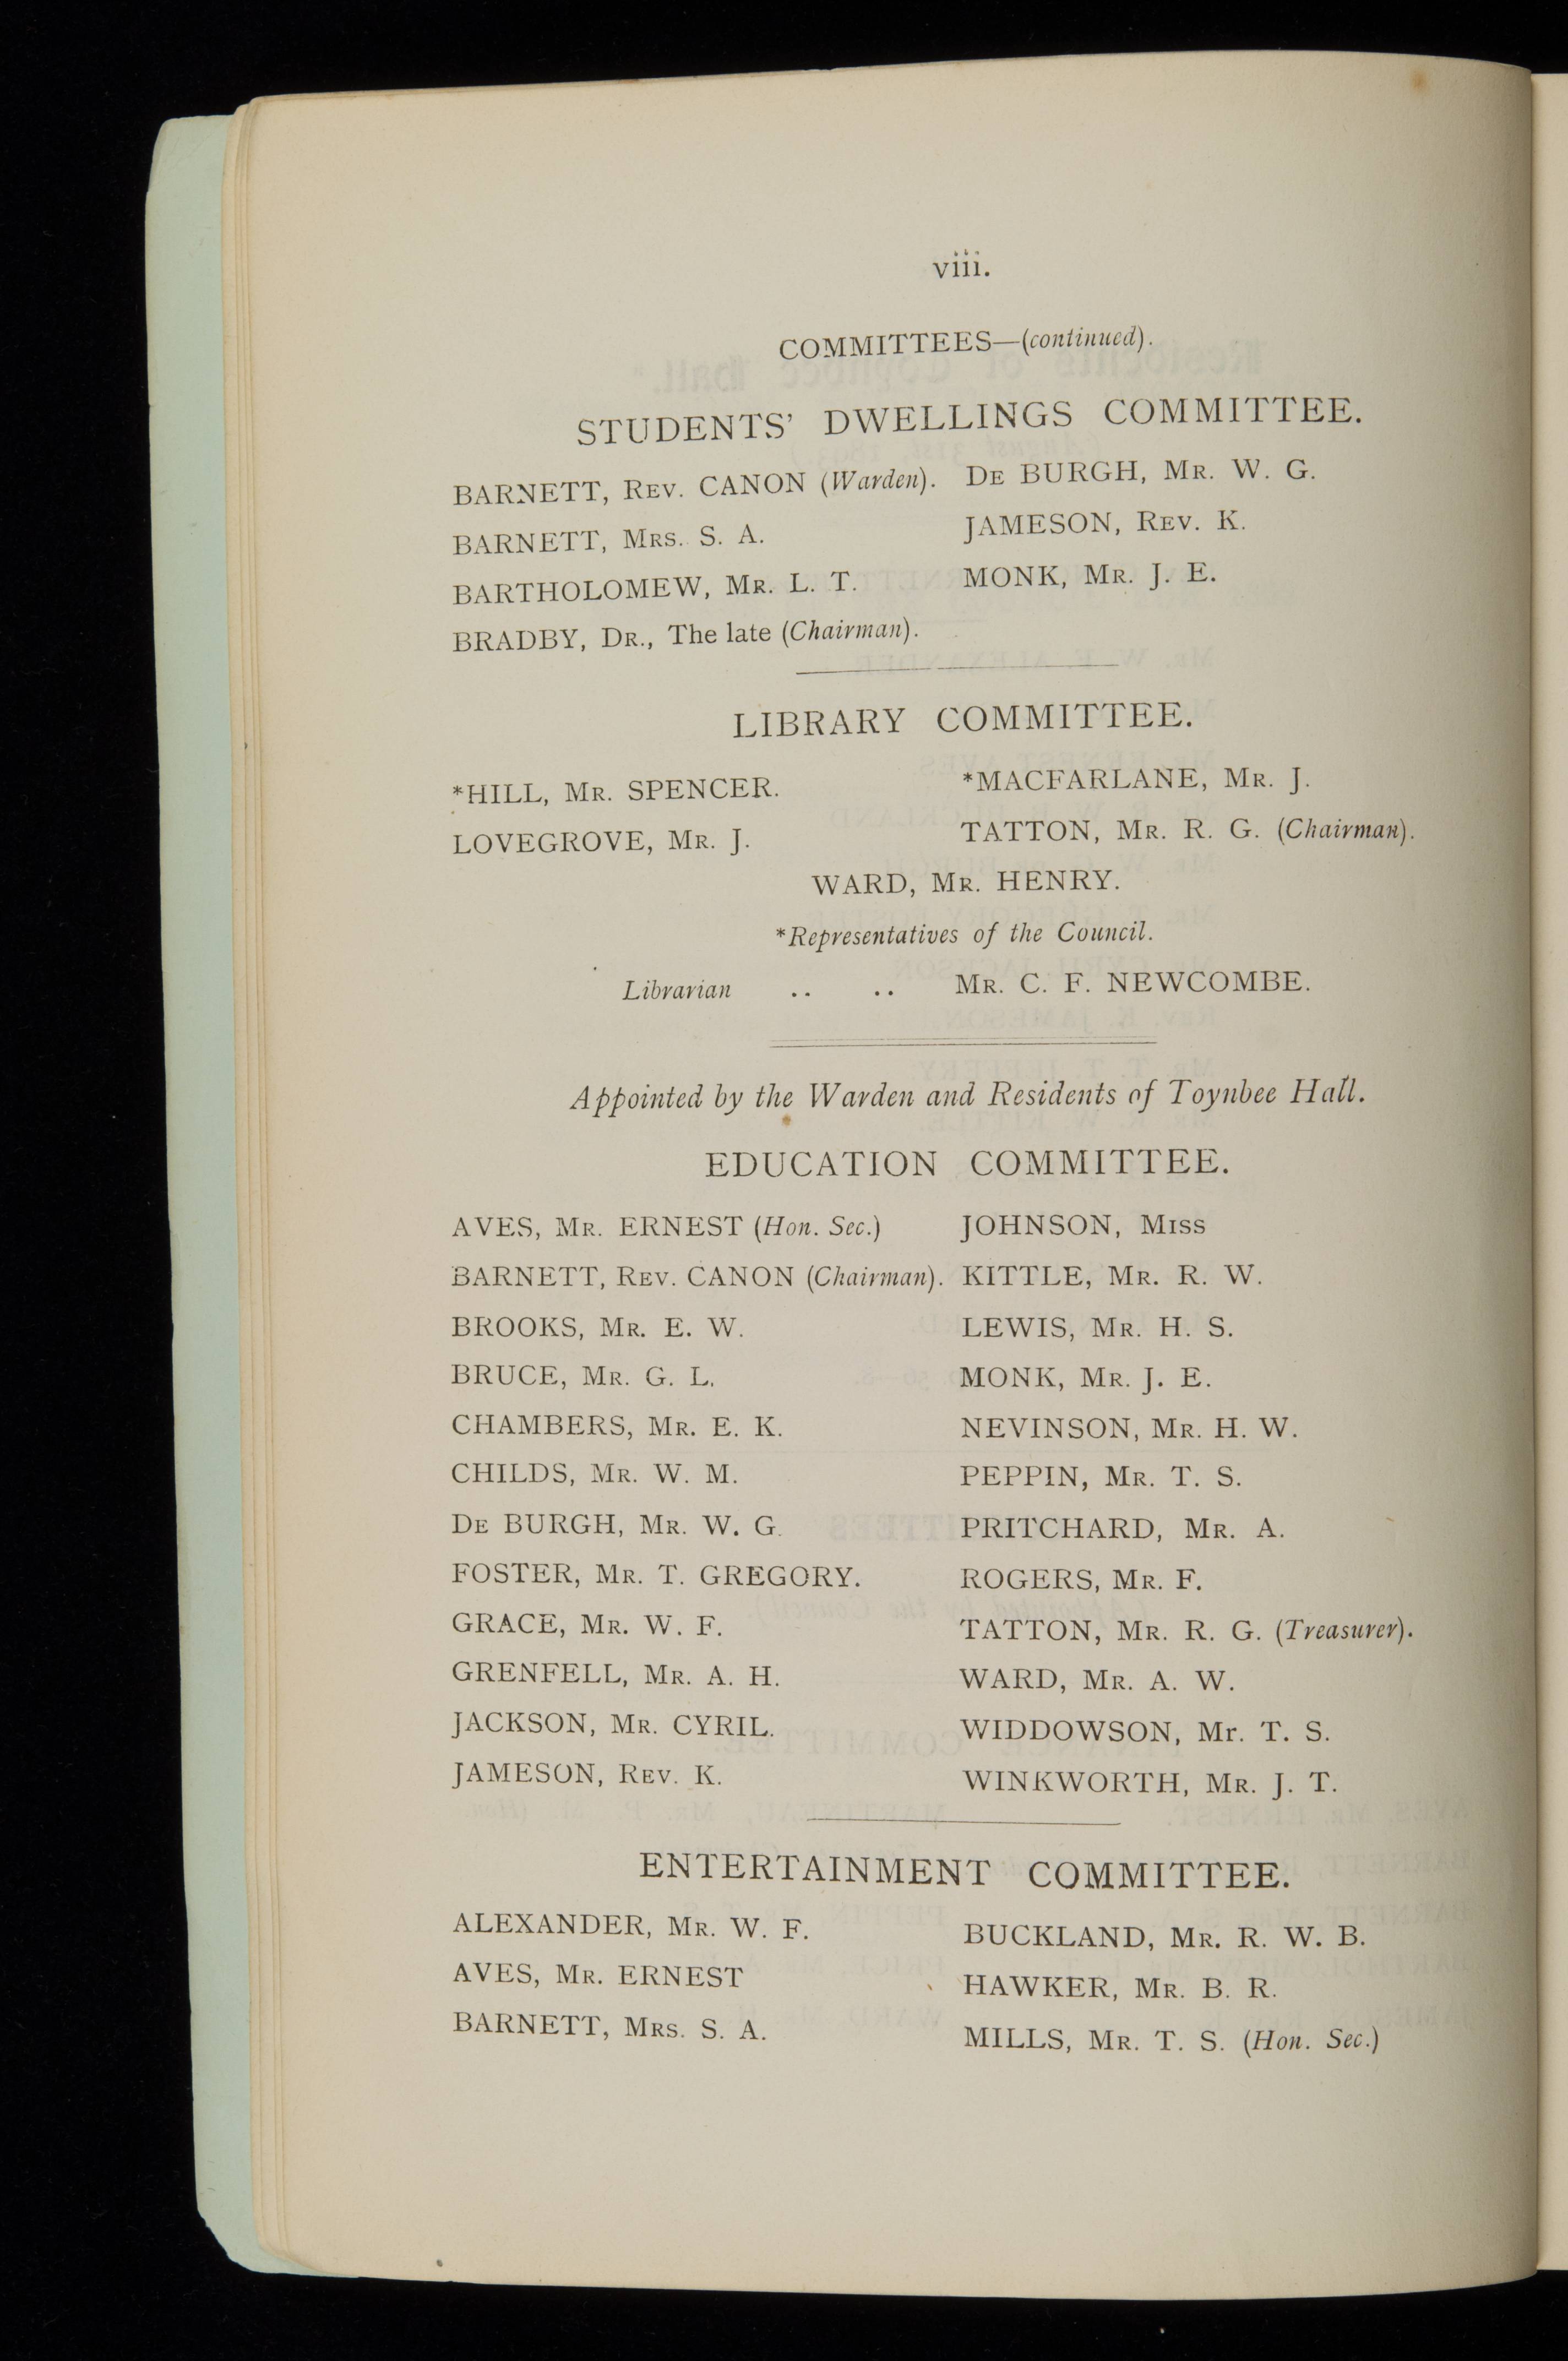 viii.
COMMITTEES—(continued).
STUDENTS' DWELLINGS COMMITTEE.
BARNETT, REV. CANON (Warden). DE BURGH, MR. W. G.
BARNETT, MRS. S. A. JAMESON, REV. K.
BARTHOLOMEW, MR. L. T. MONK, MR. J. E.
BRADBY, DR., The late (Chairman).
LIBRARY COMMITTEE.
*HILL, MR. SPENCER. *MACFARLANE, MR. J.
LOVEGROVE, MR. J. TATTON, MR. R. G. (Chairman).
WARD, MR. HENRY.
*Representatives of the Council.
Librarian .. .. MR. C. F. NEWCOMBE.
Appointed by the Warden and Residents of Toynbee Hall.
EDUCATION COMMITTEE.
AVES, MR. ERNEST (Hon. Sec.) JOHNSON, MISS
BARNETT, REV. CANON (Chairman). KITTLE, MR. R. W.
BROOKS, MR. E. W. LEWIS, MR. H. S.
BRUCE, MR. G. L. MONK, MR. J. E.
CHAMBERS, MR. E. K. NEVINSON, MR. H. W.
CHILDS, MR. W. M. PEPPIN, MR. T. S.
DE BURGH, MR. W. G. PRITCHARD, MR. A.
FOSTER, MR. T. GREGORY. ROGERS, MR. F.
GRACE, MR. W. F. TATTON, MR. R. G. (Treasurer).
GRENFELL, MR. A. H. WARD, MR. A. W.
JACKSON, MR. CYRIL. WIDDOWSON, Mr. T. S.
JAMESON, REV. K. WINKWORTH, MR. J. T.
ENTERTAINMENT COMMITTEE.
ALEXANDER, MR. W. F. BUCKLAND, MR. R. W. B.
AVES, MR. ERNEST HAWKER, MR. B. R.
BARNETT, MRS. S. A. MILLS, MR. T. S. (Hon. Sec.)